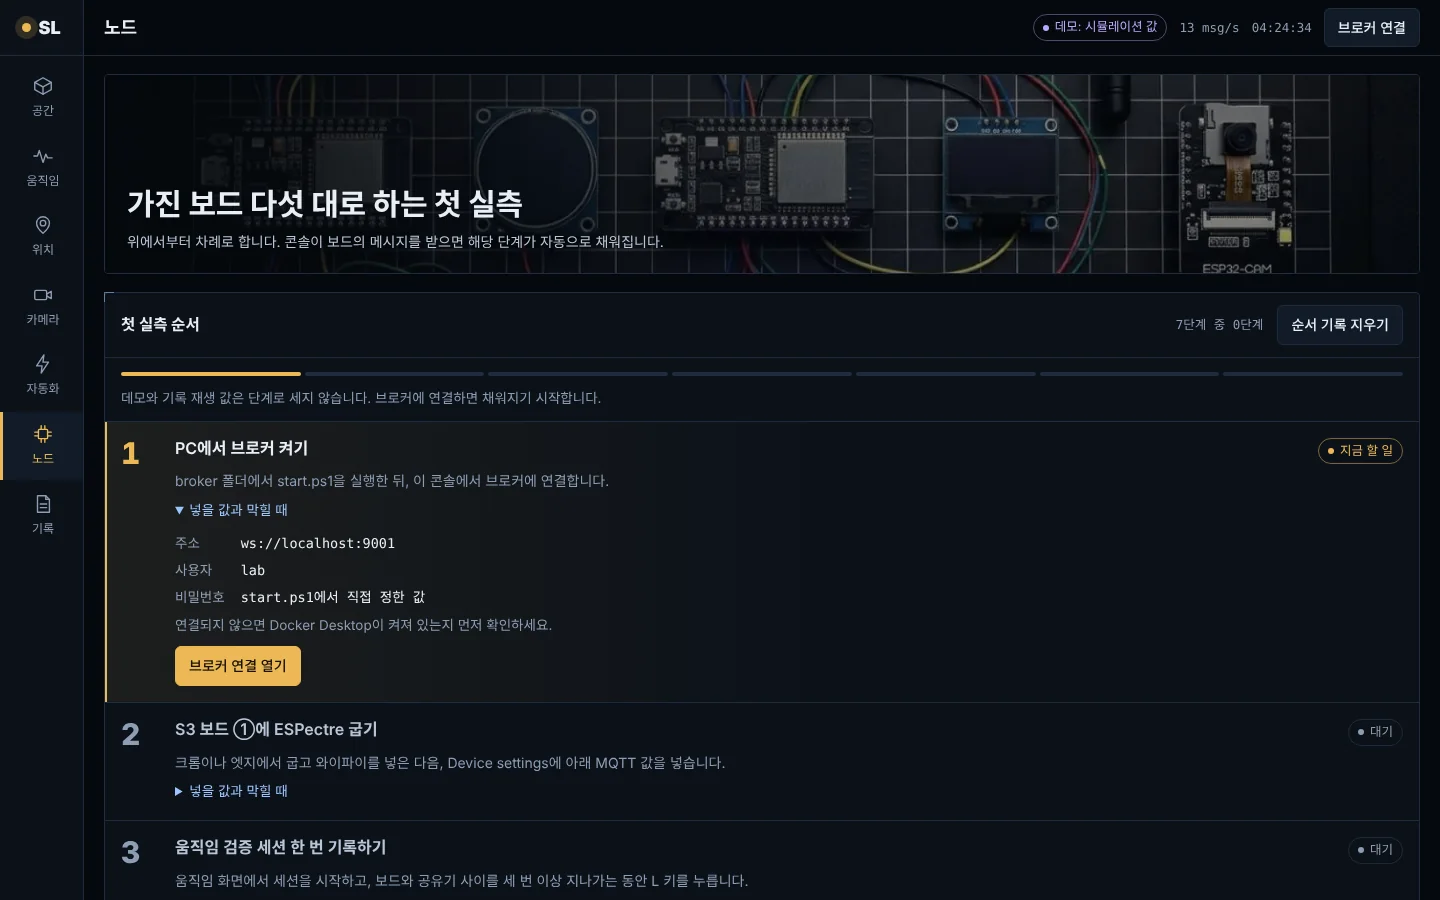 SL
노드
데모: 시뮬레이션 값
13 msg/s
04:24:34
브로커 연결
공간
움직임
위치
카메라
자동화
노드
기록
가진 보드 다섯 대로 하는 첫 실측
위에서부터 차례로 합니다. 콘솔이 보드의 메시지를 받으면 해당 단계가 자동으로 채워집니다.
ESP32-CAM
첫 실측 순서
7단계 중 0단계
순서 기록 지우기
데모와 기록 재생 값은 단계로 세지 않습니다. 브로커에 연결하면 채워지기 시작합니다.
1
PC에서 브로커 켜기
지금 할 일
broker 폴더에서 start.ps1을 실행한 뒤, 이 콘솔에서 브로커에 연결합니다.
▼ 넣을 값과 막힐 때
주소 ws://localhost:9001
사용자 lab
비밀번호 start.ps1에서 직접 정한 값
연결되지 않으면 Docker Desktop이 켜져 있는지 먼저 확인하세요.
브로커 연결 열기
2
S3 보드 ①에 ESPectre 굽기
대기
크롬이나 엣지에서 굽고 와이파이를 넣은 다음, Device settings에 아래 MQTT 값을 넣습니다.
▶ 넣을 값과 막힐 때
3
움직임 검증 세션 한 번 기록하기
대기
움직임 화면에서 세션을 시작하고, 보드와 공유기 사이를 세 번 이상 지나가는 동안 L 키를 누릅니다.